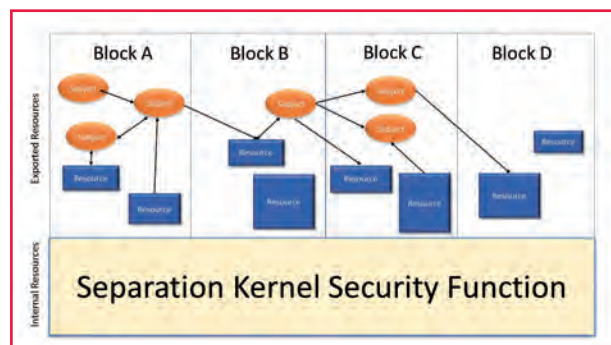 Block A
Block B
Block C
Block D
Exported Resources
Subject
Subject
Subject
Resource
Resource
Subject
Resource
Resource
Subject
Subject
Resource
Resource
Resource
Resource
Internal Resources
Separation Kernel Security Function